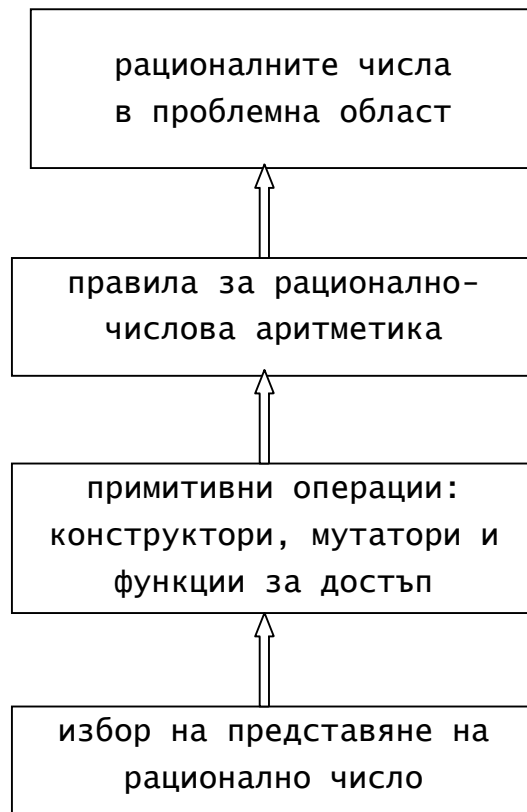 рационалните числа
в проблемна област
правила за рационално-
числова аритметика
примитивни операции:
конструктори, мутатори и
функции за достъп
избор на представяне на
рационално число